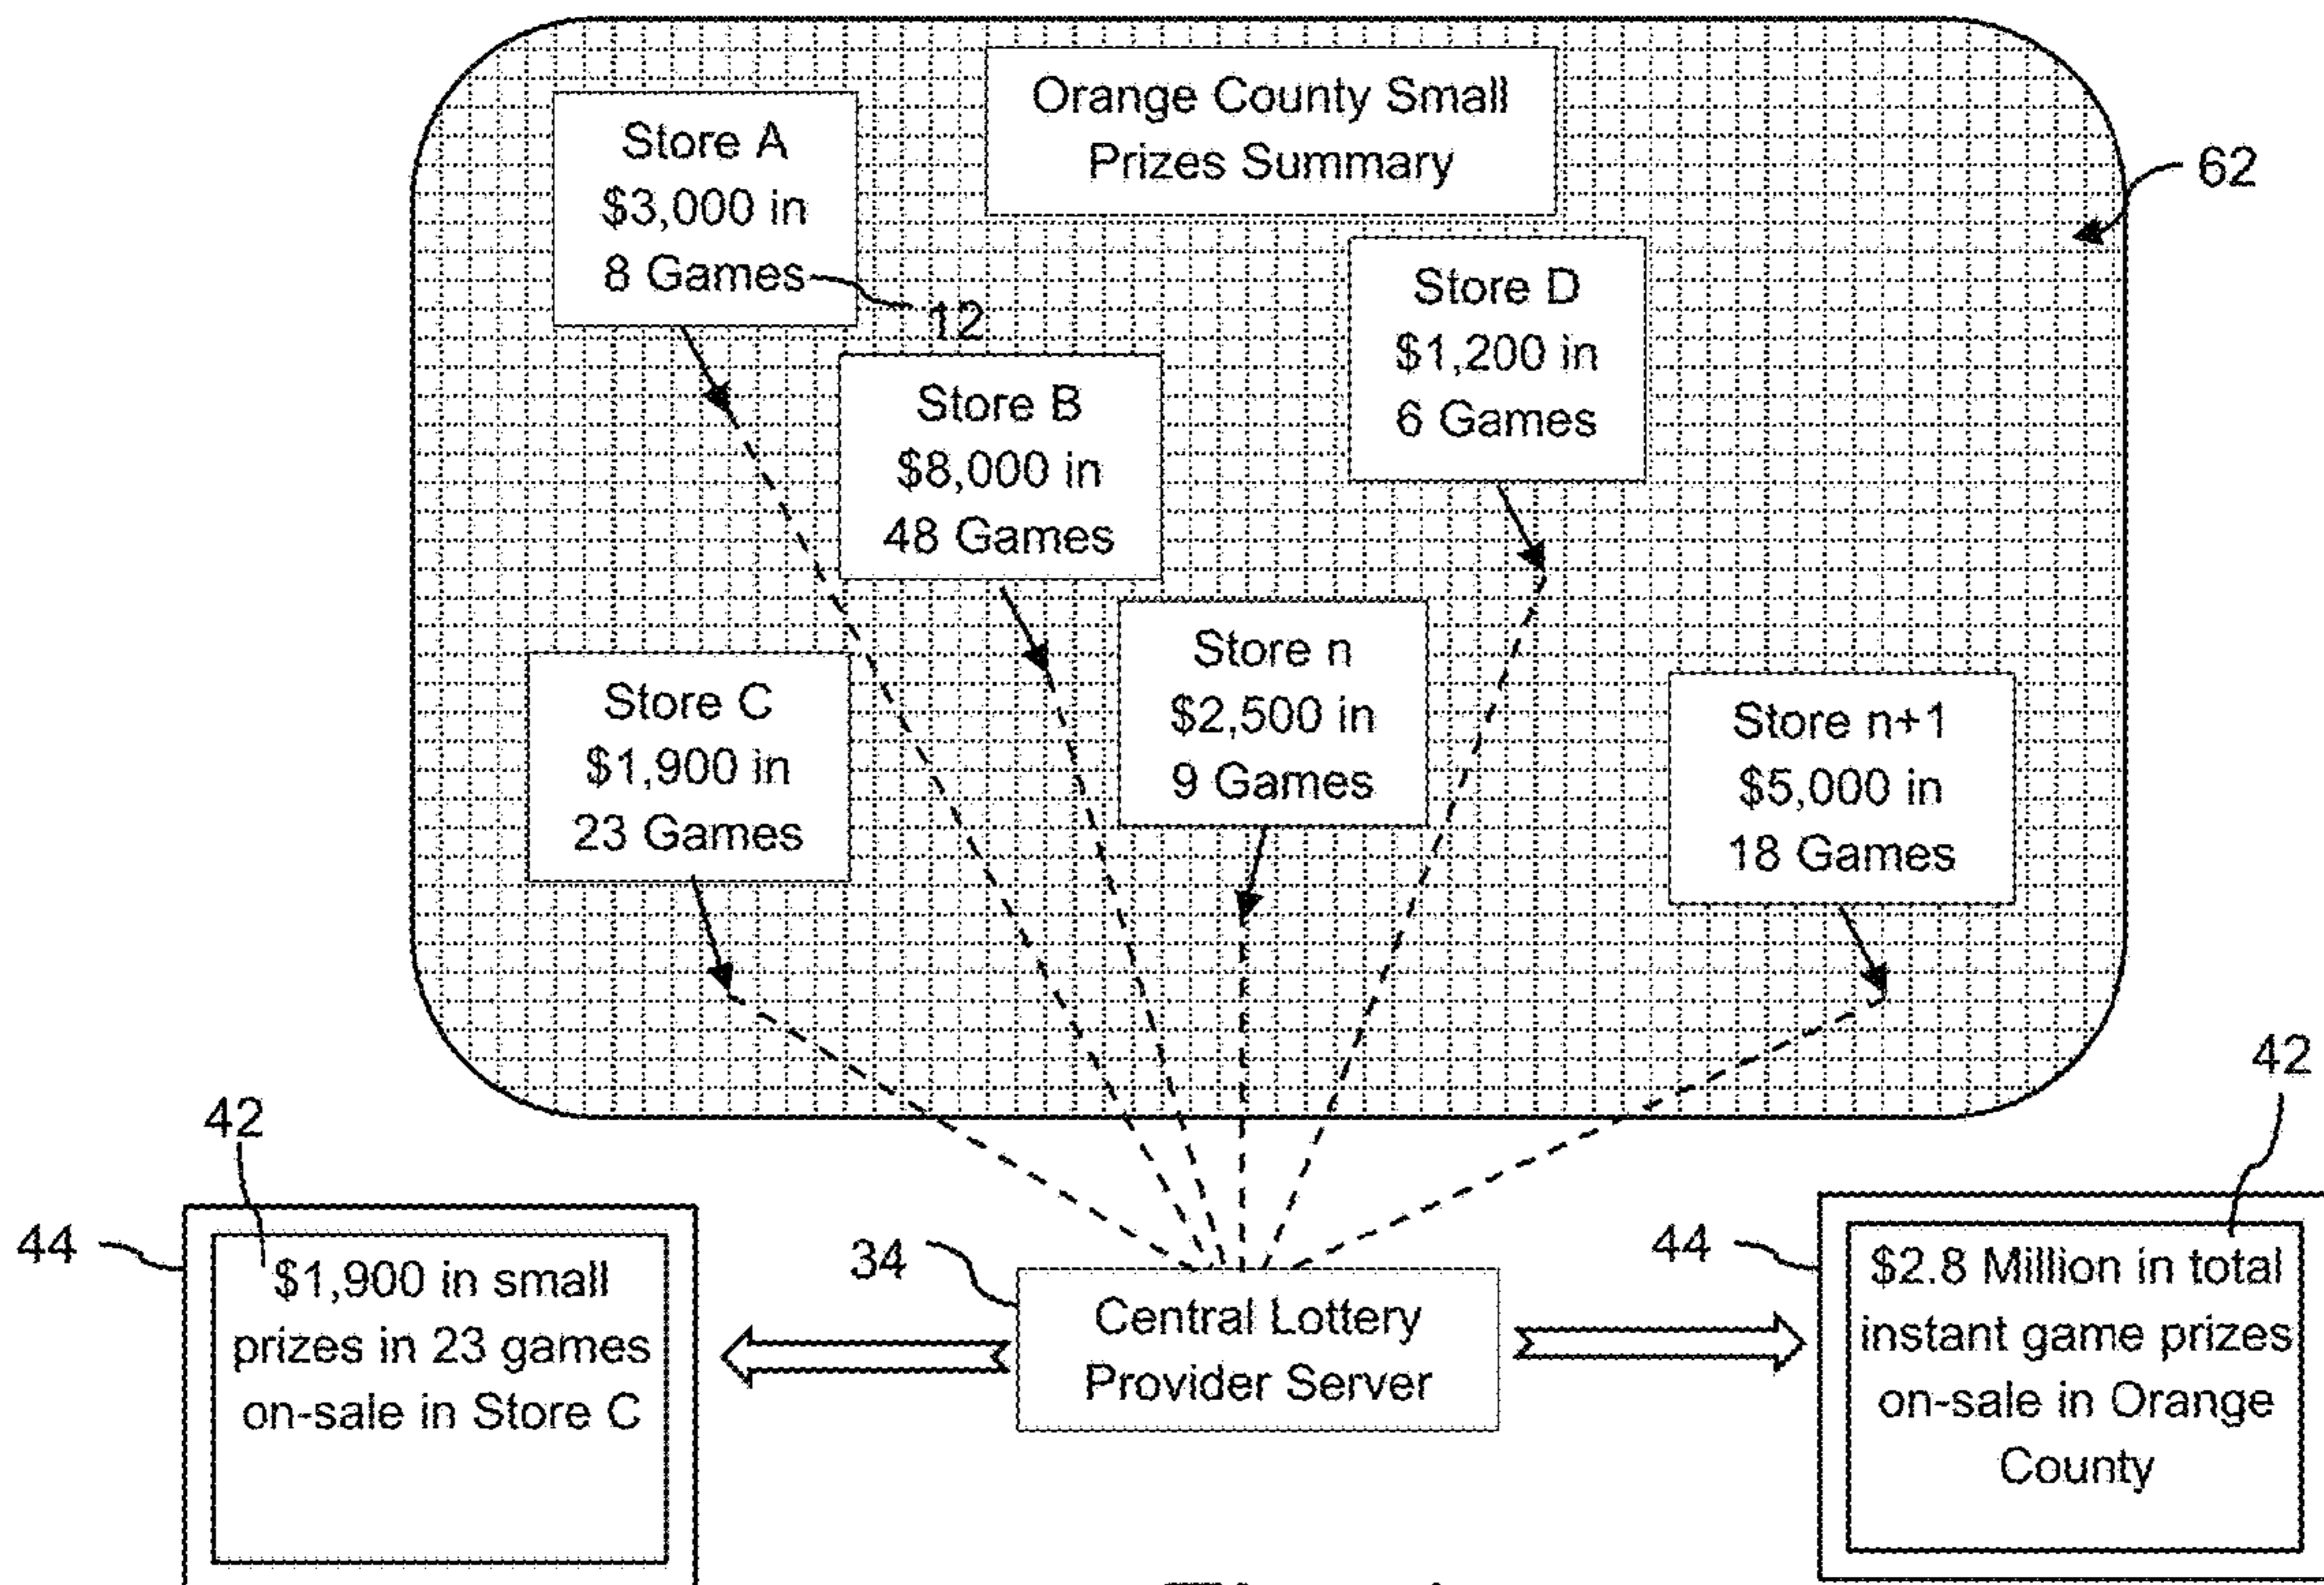 Orange County Small
Prizes Summary
62
Store A
$3,000 in
8 Games
12
Store D
$1,200 in
6 Games
Store B
$8,000 in
48 Games
Store n
$2,500 in
9 Games
Store C
$1,900 in
23 Games
Store n+1
$5,000 in
18 Games
42
44
$1,900 in small
prizes in 23 games
on-sale in Store C
34
Central Lottery
Provider Server
42
44
$2.8 Million in total
instant game prizes
on-sale in Orange
County